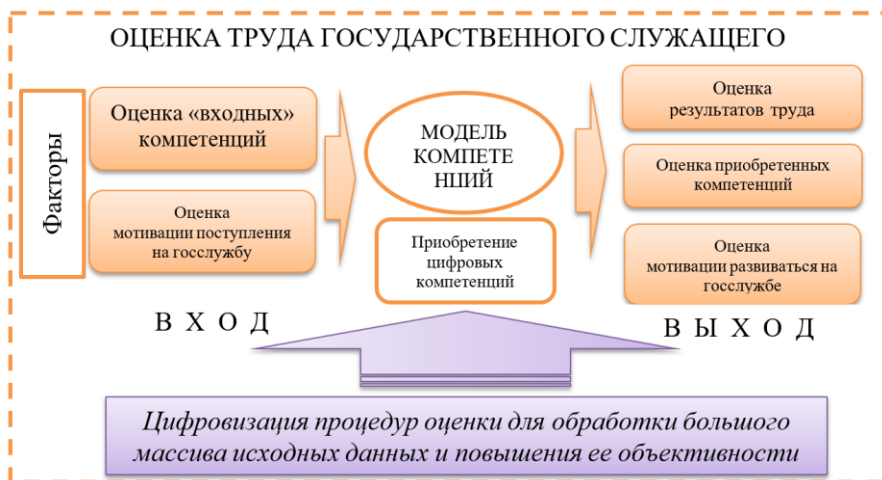 ОЦЕНКА ТРУДА ГОСУДАРСТВЕННОГО СЛУЖАЩЕГО
Факторы
Оценка «входных»
компетенций
Оценка
мотивации поступления
на госслужбу
В Х О Д
МОДЕЛЬ
КОМПЕТЕ
НЦИЙ
Приобретение
цифровых
компетенций
Оценка
результатов труда
Оценка приобретенных
компетенций
Оценка
мотивации развиваться на
госслужбе
В Ы Х О Д
Цифровизация процедур оценки для обработки большого
массива исходных данных и повышения ее объективности